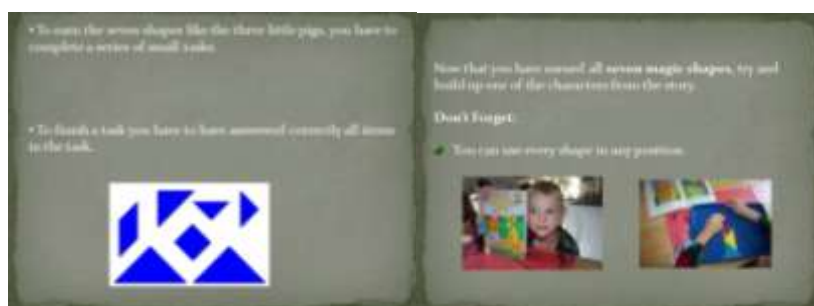 • To earn the seven shapes like the three little pigs, you have to
complete a series of small tasks.
• To finish a task you have to have answered correctly all items
in the task.
Now that you have earned all seven magic shapes, try and
build up one of the characters from the story.
Don't Forget:
You can use every shape in any position.